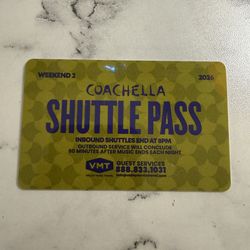 WEEKEND 2
2026
COACHELLA
SHUTTLE PASS
INBOUND SHUTTLES END AT 8PM
OUTBOUND SERVICE WILL CONCLUDE
90 MINUTES AFTER MUSIC ENDS EACH NIGHT.
VMT
GUEST SERVICES
888.833.1031